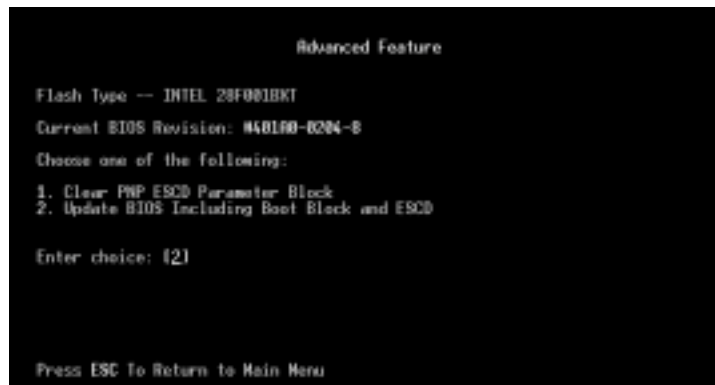 Advanced Feature
Flash Type -- INTEL 28F001BXT
Current BIOS Revision: #401A0-0204-8
Choose one of the following:
1. Clear PNP ESCD Parameter Block
2. Update BIOS Including Boot Block and ESCD
Enter choice: [2]
Press ESC To Return to Main Menu